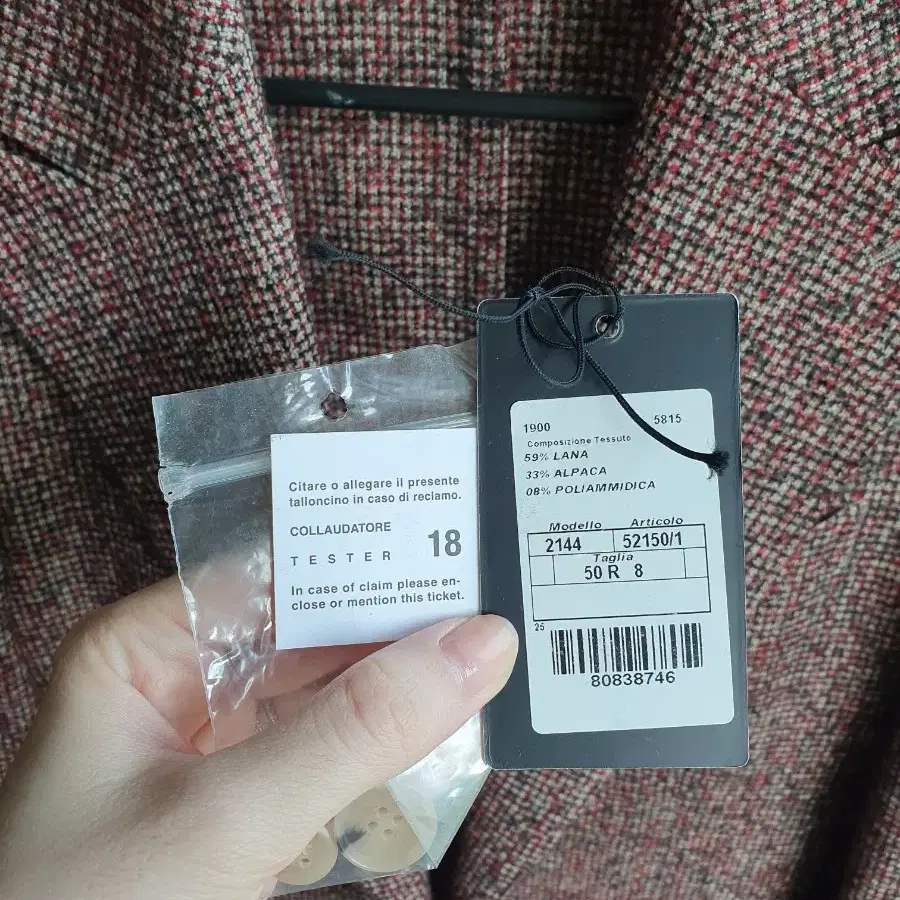 Citare o allegare il presente
talloncino in caso di reclamo.
COLLAUDATORE
TESTER 18
In case of claim please en-
close or mention this ticket.
1900 5815
Composizione Tessuto
59% LANA
33% ALPACA
08% POLIAMMIDICA
Modello Articolo
2144 52150/1
Taglia
50 R 8
25
80838746